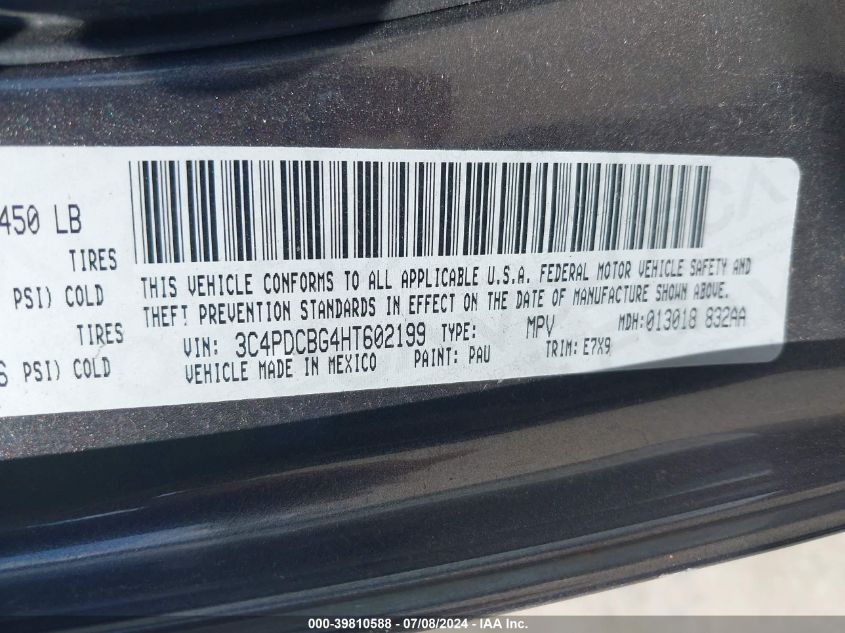 450 LB
TIRES
PSI) COLD
TIRES
PSI) COLD
THIS VEHICLE CONFORMS TO ALL APPLICABLE U.S.A. FEDERAL MOTOR VEHICLE SAFETY AND
THEFT PREVENTION STANDARDS IN EFFECT ON THE DATE OF MANUFACTURE SHOWN ABOVE.
VIN: 3C4PDCBG4HT602199 TYPE: MPV MDH:013018 832AA
VEHICLE MADE IN MEXICO PAINT: PAU TRIM: E7X9
000-39810588 - 07/08/2024 - IAA Inc.